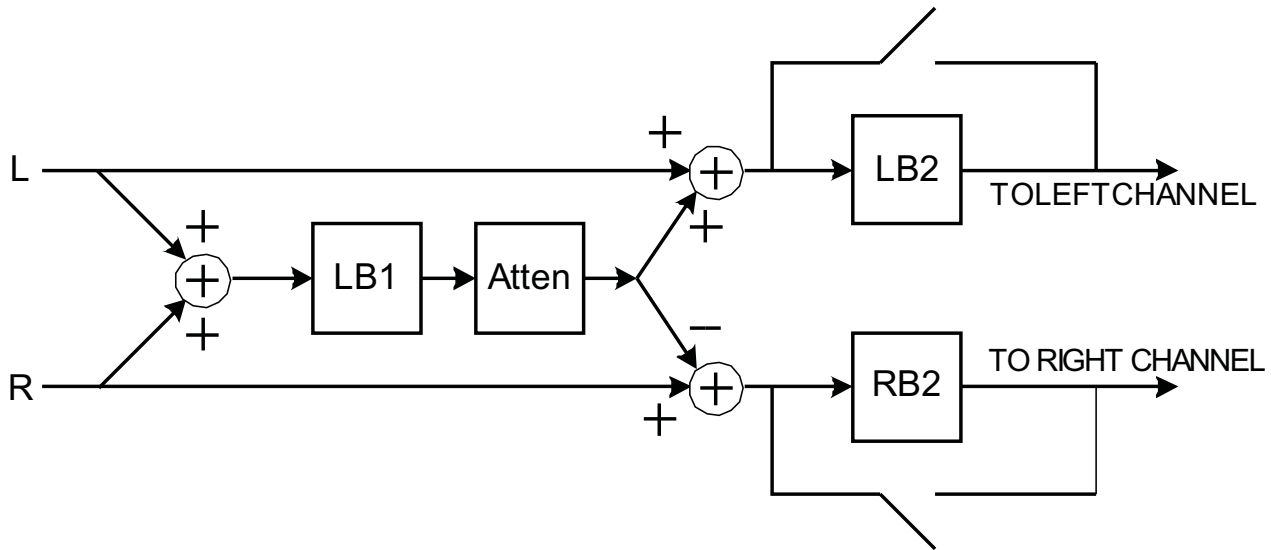 +
L
+
LB2
TOLEFTCHANNEL
+
+
+
LB1
Atten
+
+
−
R
+
+
RB2
TO RIGHT CHANNEL